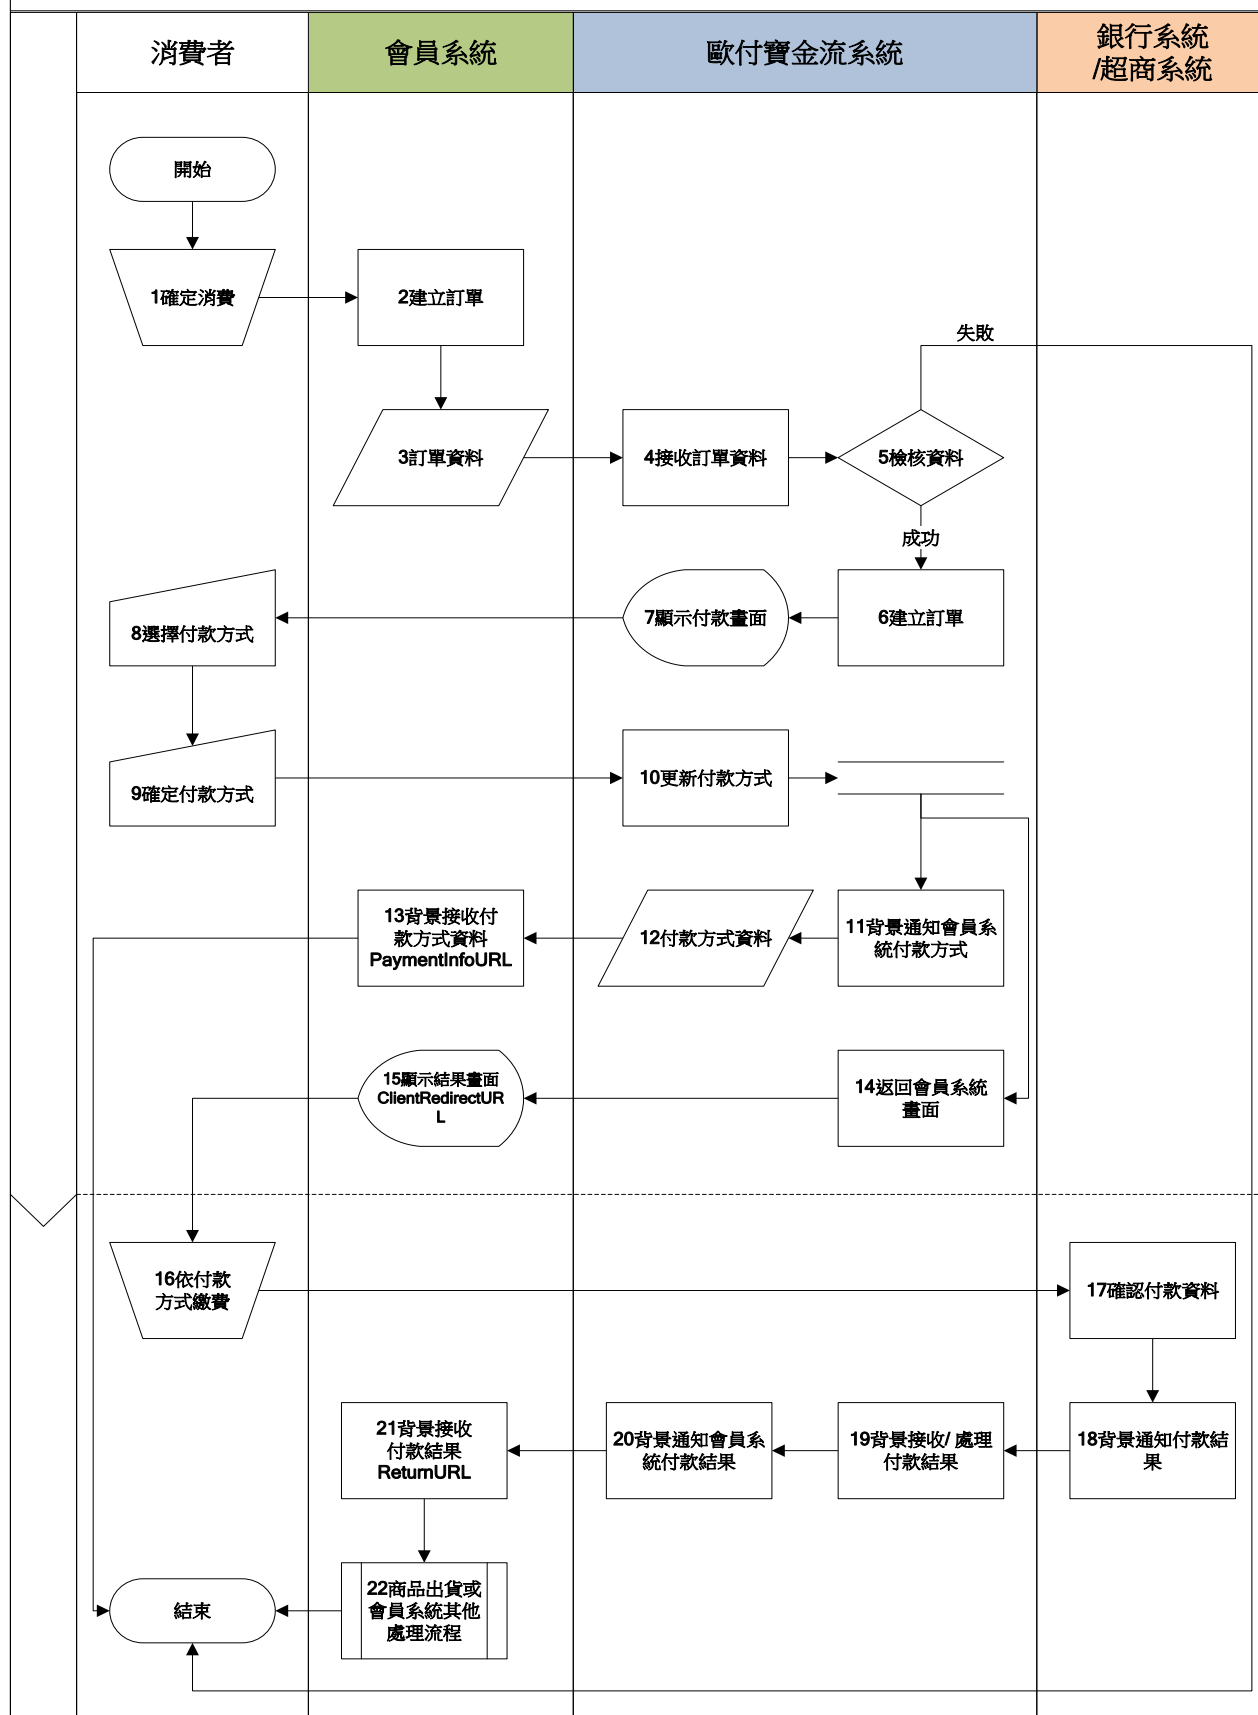 消費者
會員系統
歐付寶金流系統
銀行系統
/超商系統
開始
1確定消費
2建立訂單
失敗
3訂單資料
4接收訂單資料
5檢核資料
成功
8選擇付款方式
7顯示付款畫面
6建立訂單
9確定付款方式
10更新付款方式
13背景接收付
款方式資料
PaymentInfoURL
12付款方式資料
11背景通知會員系
統付款方式
15顯示結果畫面
ClientRedirectUR
L
14返回會員系統
畫面
16依付款
方式繳費
17確認付款資料
21背景接收
付款結果
ReturnURL
20背景通知會員系
統付款結果
19背景接收/ 處理
付款結果
18背景通知付款結
果
結束
22商品出貨或
會員系統其他
處理流程